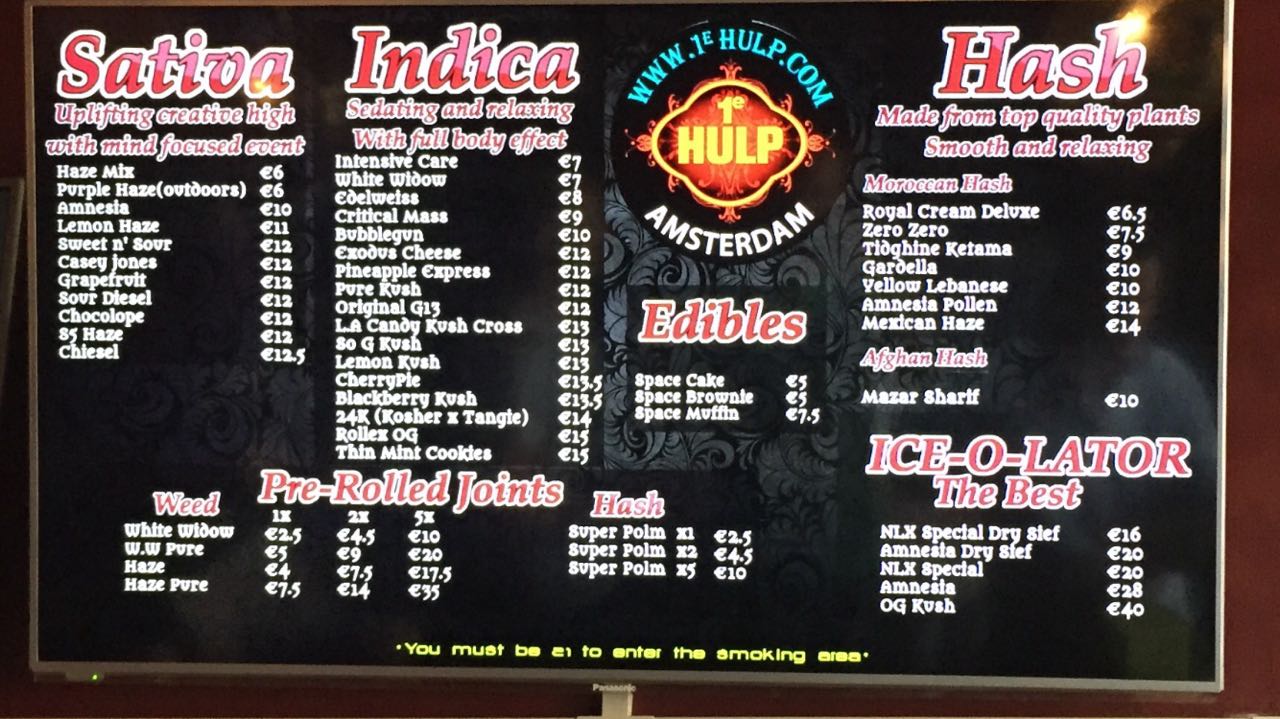 Sativa
Uplifting creative high
with mind focused event
Haze Mix €6
Purple Haze(outdoors) €6
Amnesia €10
Lemon Haze €11
Sweet n' Sour €12
Casey jones €12
Grapefruit €12
Sour Diesel €12
Chocolope €12
S5 Haze €12
Chiesel €12.5
Indica
Sedating and relaxing
With full body effect
Intensive Care €7
White Widow €7
Edelweiss €8
Critical Mass €9
Bubblegun €10
Exodus Cheese €12
Pineapple Express €12
Pure Kush €12
Original G13 €12
L.A Candy Kush Cross €13
So G Kush €13
Lemon Kush €13
CherryPie €13.5
Blackberry Kush €13.5
24K (Kosher x Tangie) €14
Rollex OG €15
Thin Mint Cookies €15
WWW.1E HULP.COM
1e
HULP
AMSTERDAM
Edibles
Space Cake €5
Space Brownie €5
Space Muffin €7.5
Hash
Made from top quality plants
Smooth and relaxing
Moroccan Hash
Royal Cream Deluxe €6.5
Zero Zero €7.5
Tidghine Ketama €9
Gardella €10
Yellow Lebanese €10
Amnesia Pollen €12
Mexican Haze €14
Afghan Hash
Mazar Sharif €10
ICE-O-LATOR
The Best
NLX Special Dry Sief €16
Amnesia Dry Sief €20
NLX Special €20
Amnesia €28
OG Kush €40
Pre-Rolled Joints
Weed 1x 2x 5x
White Widow €2.5 €4.5 €10
W.W Pure €5 €9 €20
Haze €4 €7.5 €17.5
Haze Pure €7.5 €14 €35
Hash
Super Polm x1 €2.5
Super Polm x2 €4.5
Super Polm x5 €10
·You must be 21 to enter the smoking area·
Panasonic